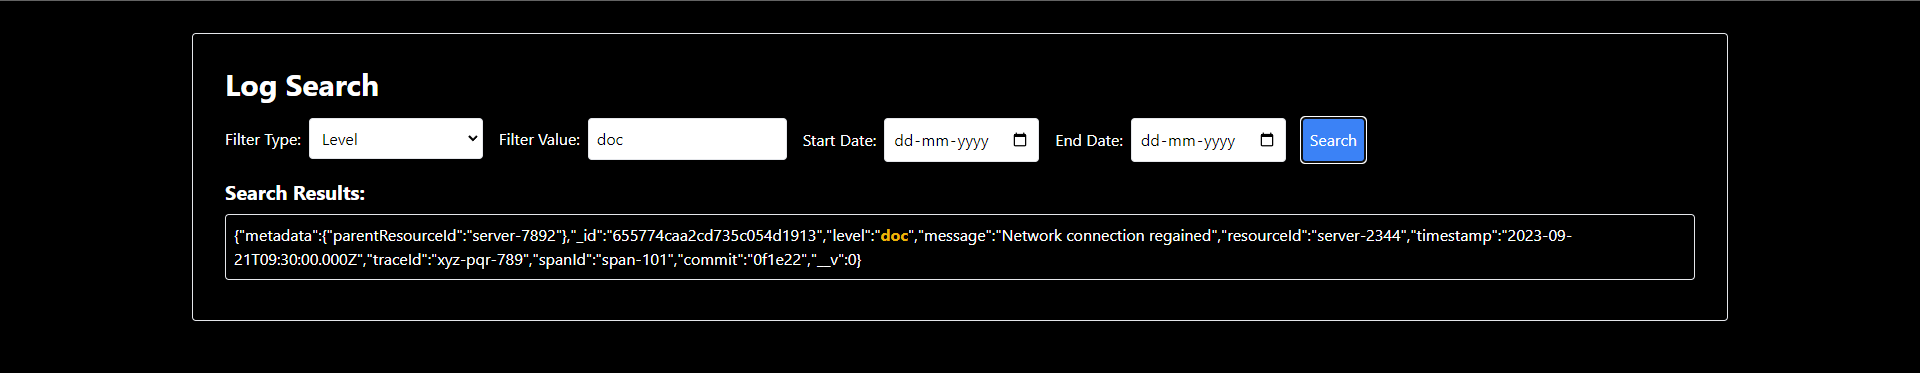 Log Search
Filter Type: Level Filter Value: doc Start Date: dd-mm-yyyy End Date: dd-mm-yyyy Search
Search Results:
{"metadata":{"parentResourceId":"server-7892"},"_id":"655774caa2cd735c054d1913","level":"doc","message":"Network connection regained","resourceId":"server-2344","timestamp":"2023-09-
21T09:30:00.000Z","traceId":"xyz-pqr-789","spanId":"span-101","commit":"0f1e22","__v":0}